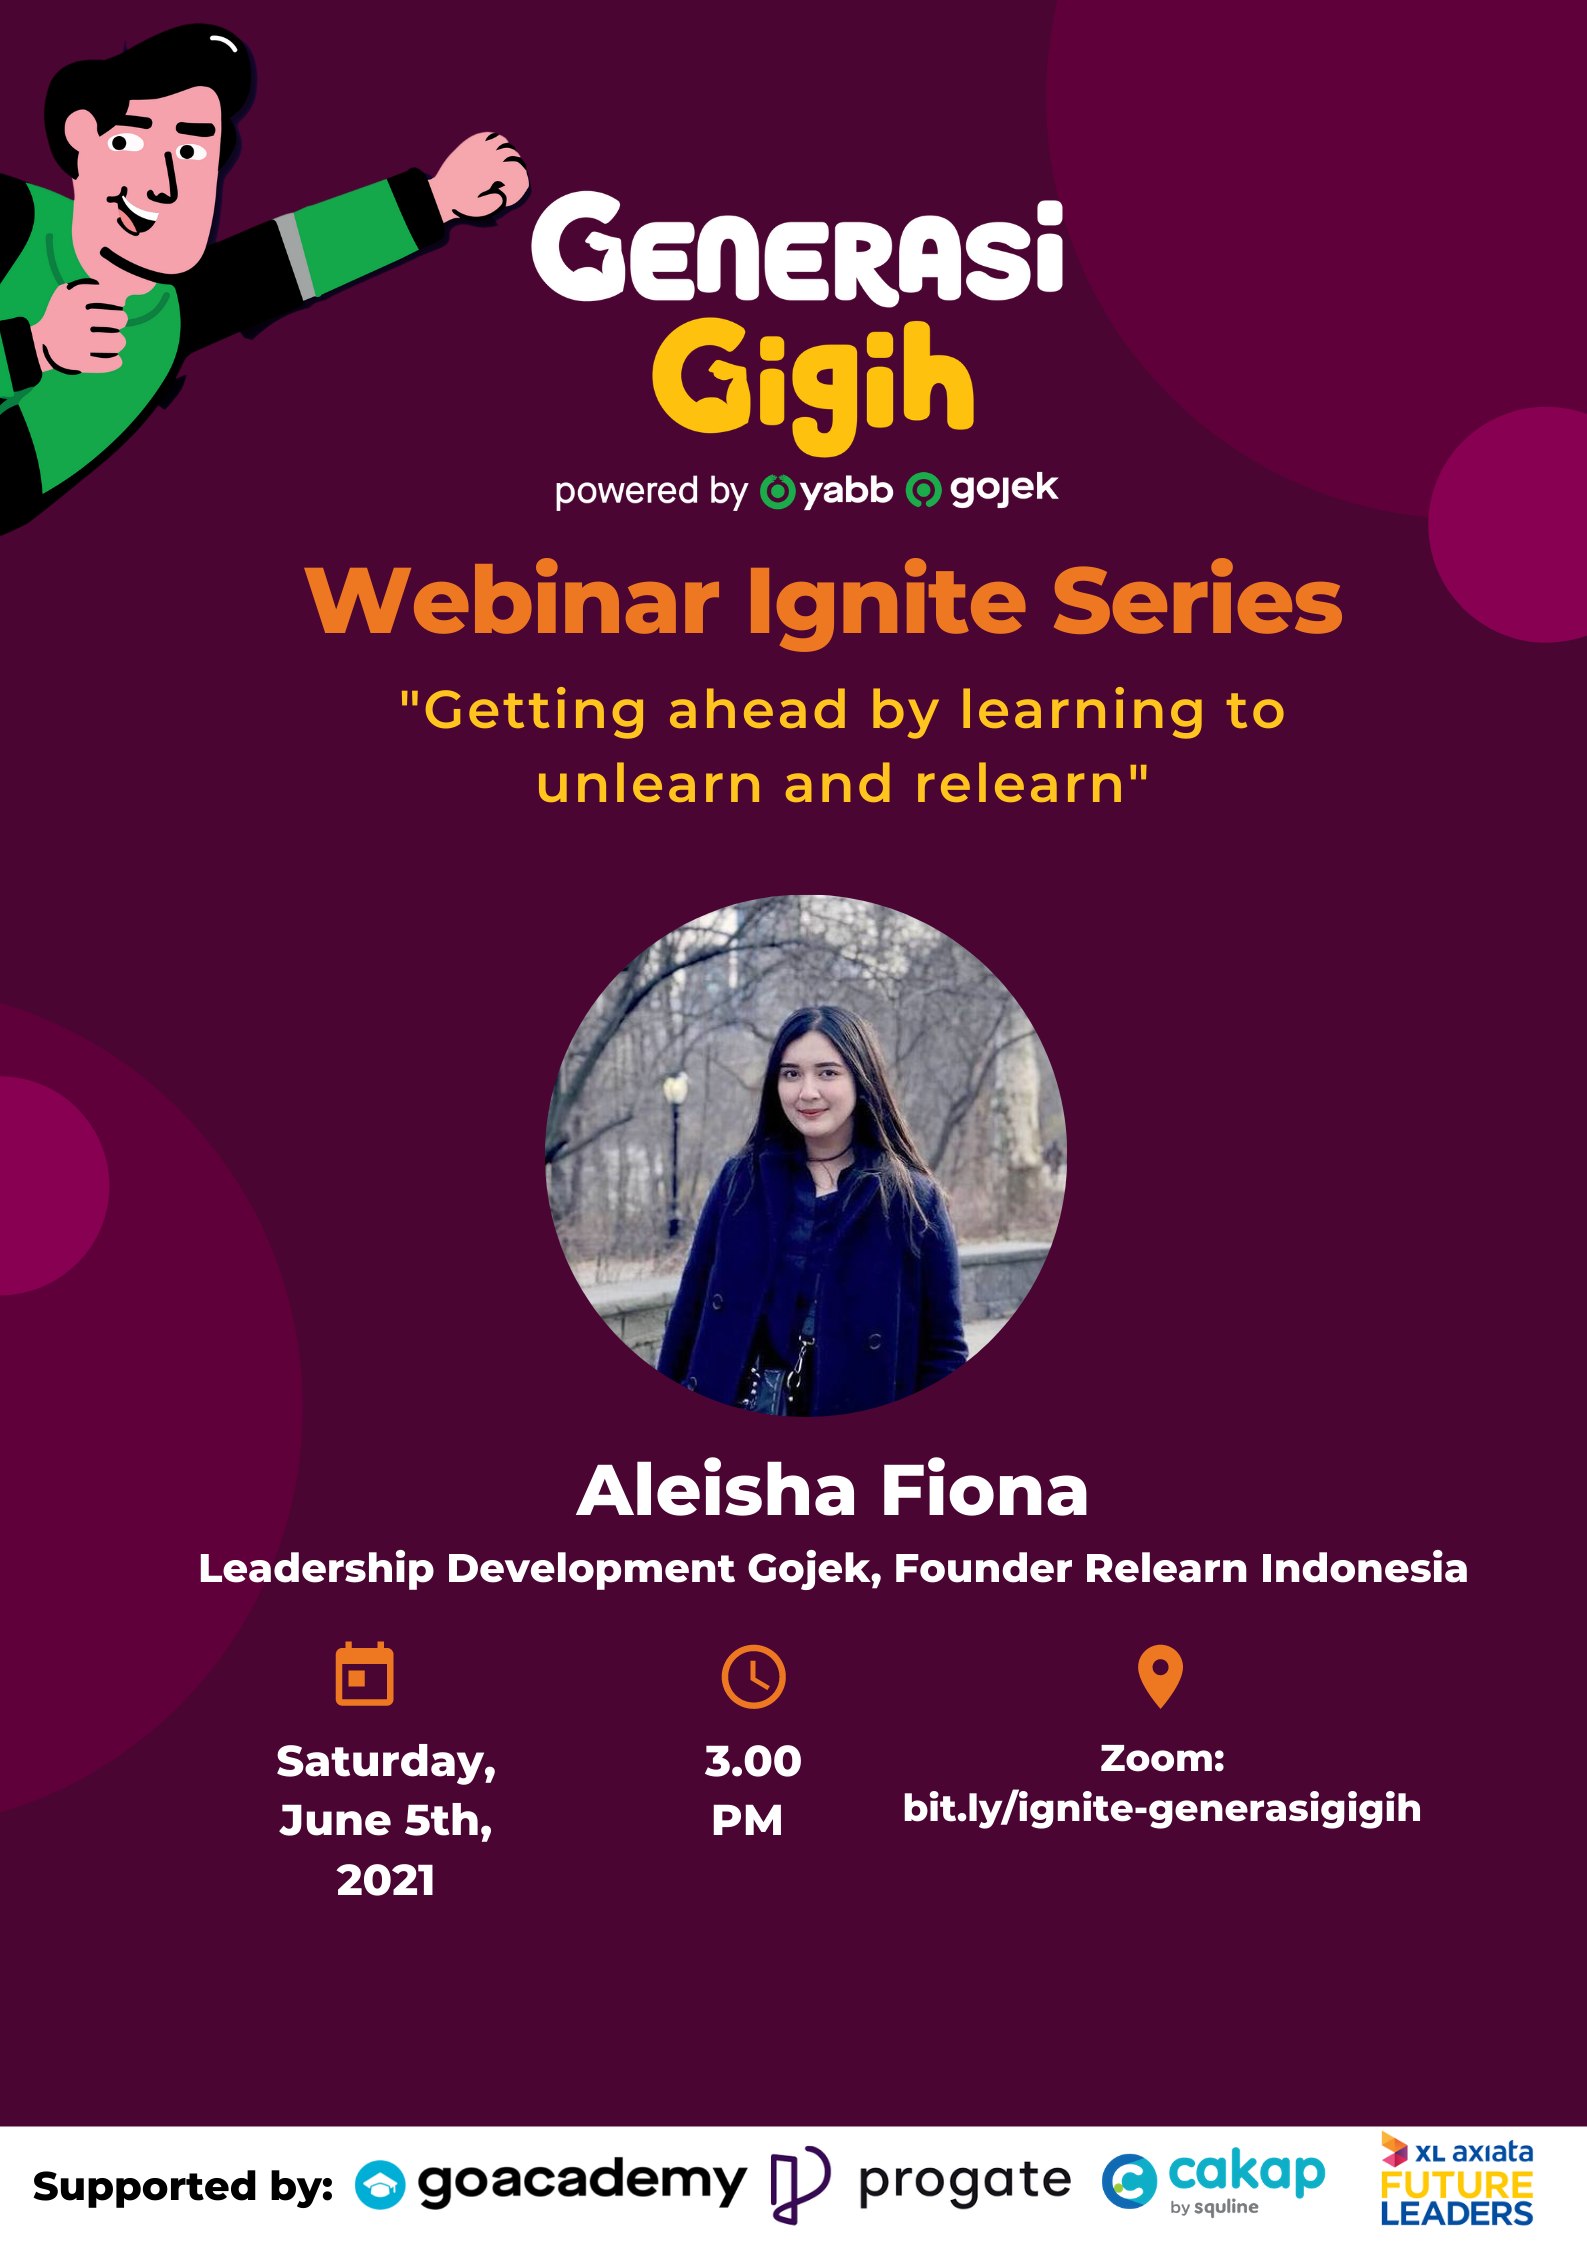 GENERASi
Gigih
powered by yabb gojek
Webinar Ignite Series
"Getting ahead by learning to
unlearn and relearn"
Aleisha Fiona
Leadership Development Gojek, Founder Relearn Indonesia
Saturday,
June 5th,
2021
3.00
PM
Zoom:
bit.ly/ignite-generasigigih
Supported by: goacademy progate cakap
by squline
XL axiata
FUTURE
LEADERS